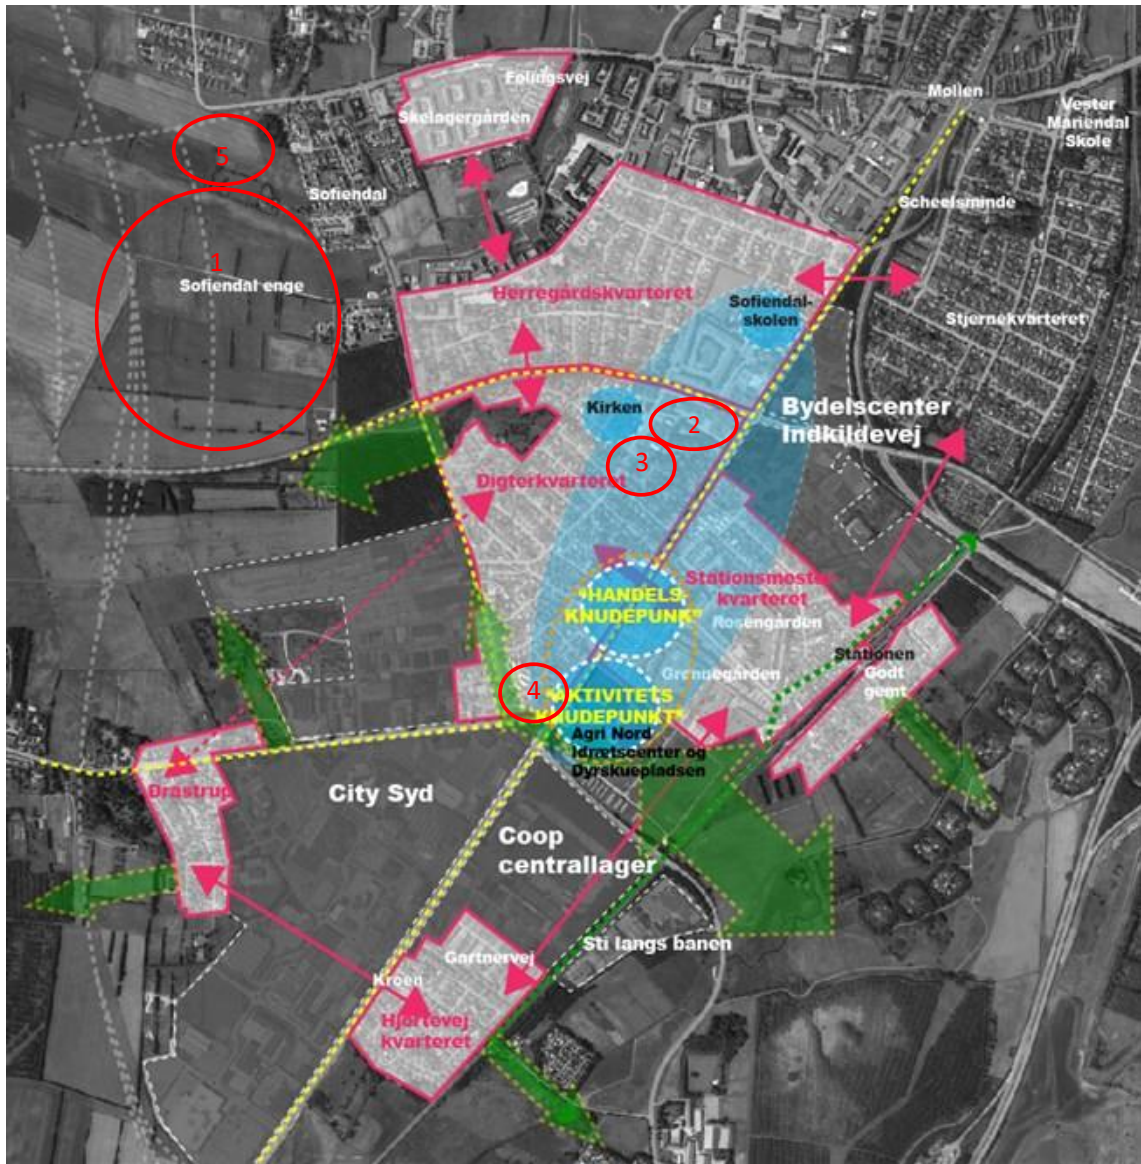 Følingsvej
Skelagergården
Mollen
Vester
Mariendal
Skole
5
Sofiendal
Scheelsminde
1
Sofiendal enge
Herregårdskvarteret
Sofiendal-
skolen
Stjernekvarteret
Kirken
2
Bydelscenter
Indkildevej
3
Digterkvarteret
Stationsmester-
kvarteret
"HANDELS
KNUDEPUNK"
Rosengården
Stationen
Godt
gemt
Grønnegården
4
"AKTIVITETS
KNUDEPUNKT"
Agri Nord
Idrætscenter og
Dyrskuepladsen
Drastrup
City Syd
Coop
centrallager
Sti langs banen
Gartnervej
Kroen
Hjortevej
kvarteret